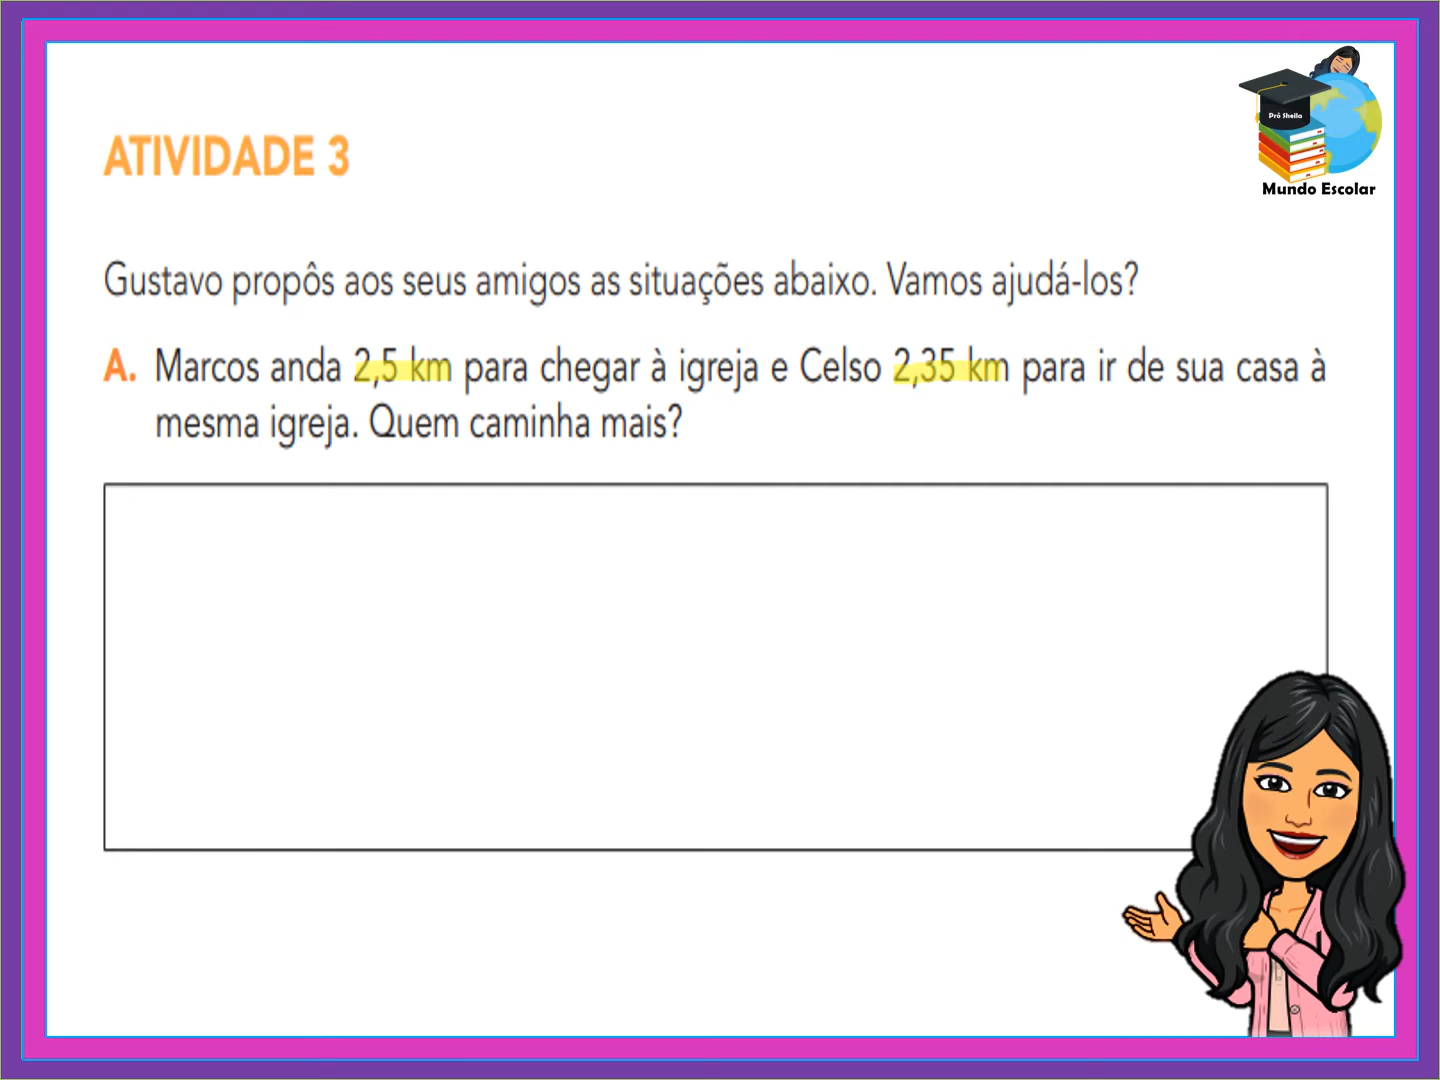 Pró Sheila
Mundo Escolar
ATIVIDADE 3
Gustavo propôs aos seus amigos as situações abaixo. Vamos ajudá-los?
A. Marcos anda 2,5 km para chegar à igreja e Celso 2,35 km para ir de sua casa à
mesma igreja. Quem caminha mais?